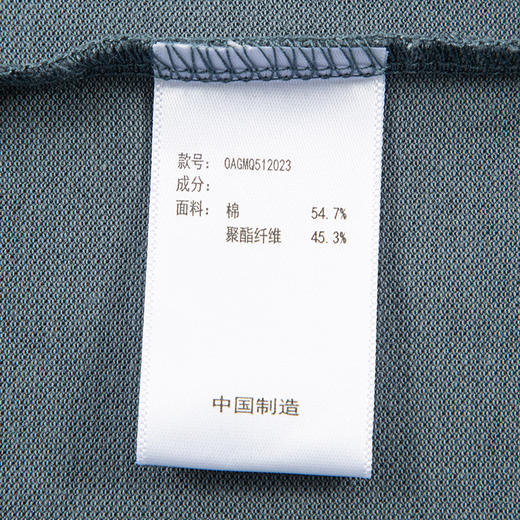 款号: 0AGMQ512023
成分:
面料: 棉 54.7%
聚酯纤维 45.3%
中国制造